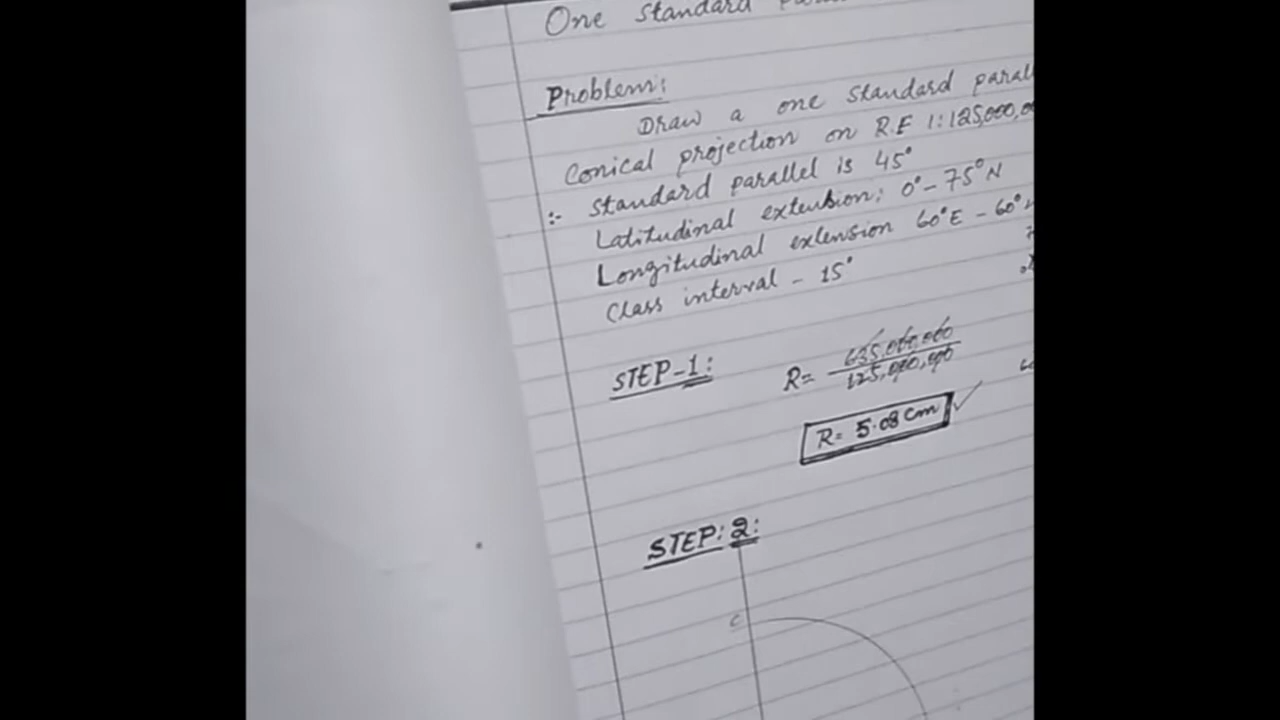 One Standard
Problem:
Draw a one Standard
Conical projection on R.F 1:125,000,0
:- Standard parallel is 45°
Latitudinal extension: 0° - 75° N
Longitudinal extension 60°E - 60°
Class interval - 15°
STEP-1:
R= 635,000,000
125,000,000
R= 5.08 cm
STEP: 2:
C